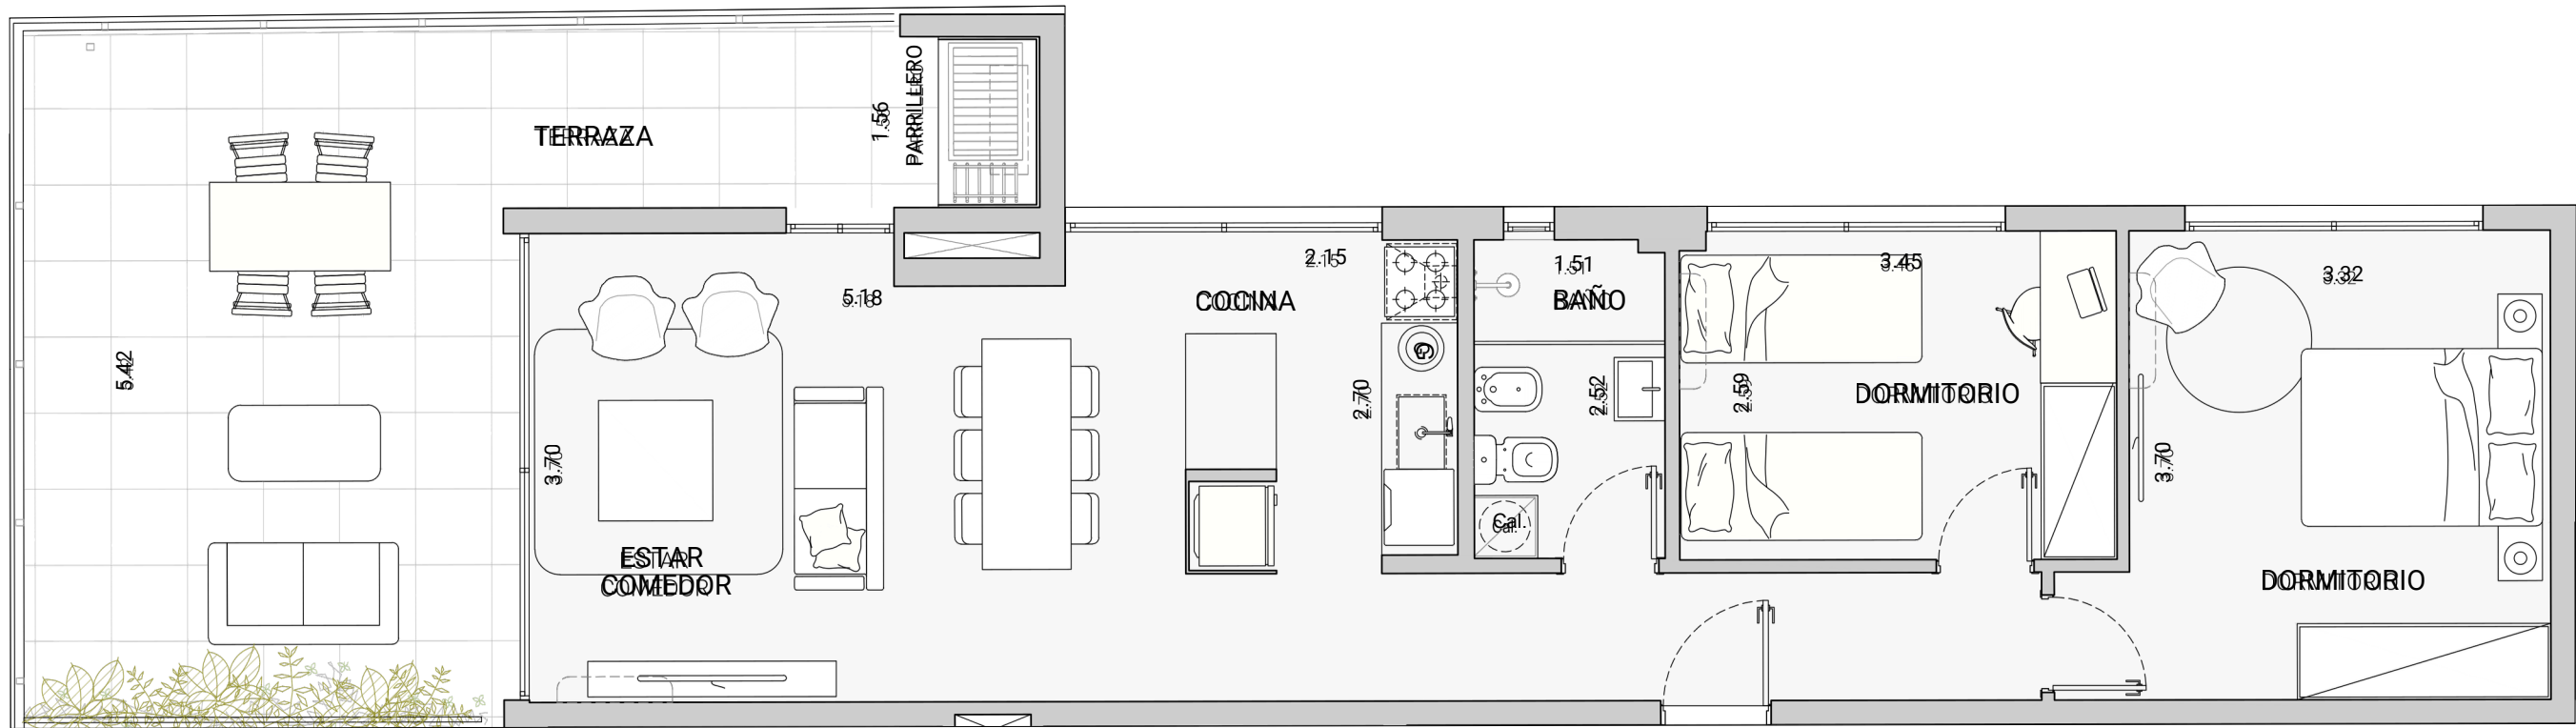 TERRAZA
1.56
PARRILLERO
5.42
3.70
ESTAR
COMEDOR
5.18
COCINA
2.15
2.70
1.51
BAÑO
2.52
Cal.
3.45
2.59
DORMITORIO
3.32
3.70
DORMITORIO